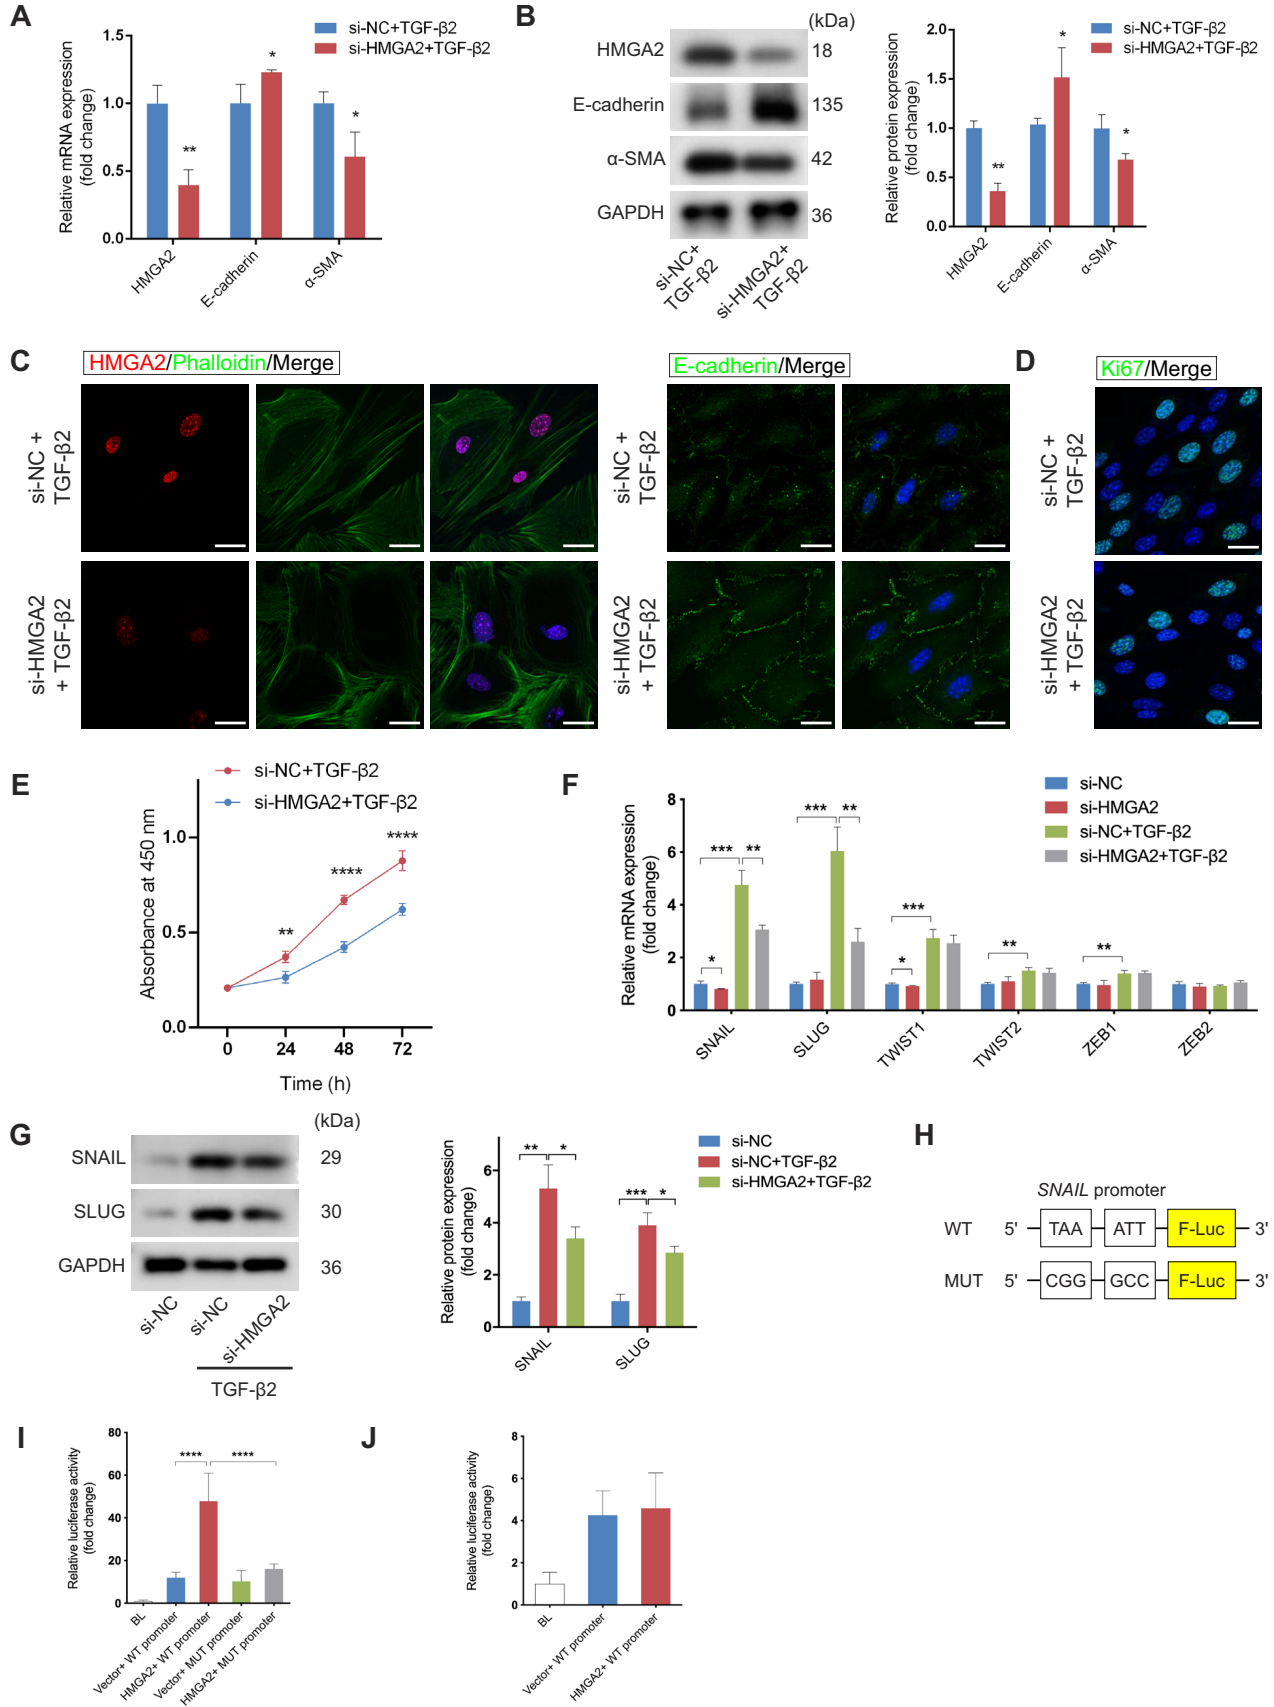 A
si-NC+TGF-β2
si-HMGA2+TGF-β2
Relative mRNA expression
(fold change)
1.5
1.0
0.5
0.0
**
*
*
HMGA2
E-cadherin
α-SMA
B
(kDa)
HMGA2
18
E-cadherin
135
α-SMA
42
GAPDH
36
si-NC+
TGF-β2
si-HMGA2+
TGF-β2
si-NC+TGF-β2
si-HMGA2+TGF-β2
Relative protein expression
(fold change)
2.0
1.5
1.0
0.5
0.0
**
*
*
HMGA2
E-cadherin
α-SMA
C
HMGA2/Phalloidin/Merge
si-NC +
TGF-β2
si-HMGA2
+ TGF-β2
E-cadherin/Merge
si-NC +
TGF-β2
si-HMGA2
+ TGF-β2
D
Ki67/Merge
si-NC +
TGF-β2
si-HMGA2
+ TGF-β2
E
si-NC+TGF-β2
si-HMGA2+TGF-β2
Absorbance at 450 nm
1.0
0.5
0.0
**
****
****
0 24 48 72
Time (h)
F
si-NC
si-HMGA2
si-NC+TGF-β2
si-HMGA2+TGF-β2
Relative mRNA expression
(fold change)
8
6
4
2
0
*
***
**
***
**
*
***
**
**
SNAIL
SLUG
TWIST1
TWIST2
ZEB1
ZEB2
G
(kDa)
SNAIL
29
SLUG
30
GAPDH
36
si-NC
si-NC
si-HMGA2
TGF-β2
si-NC
si-NC+TGF-β2
si-HMGA2+TGF-β2
Relative protein expression
(fold change)
6
4
2
0
**
*
***
*
SNAIL
SLUG
H
SNAIL promoter
WT 5' TAA ATT F-Luc 3'
MUT 5' CGG GCC F-Luc 3'
I
Relative luciferase activity
(fold change)
80
60
40
20
0
****
****
BL
Vector+ WT promoter
HMGA2+ WT promoter
Vector+ MUT promoter
HMGA2+ MUT promoter
J
Relative luciferase activity
(fold change)
8
6
4
2
0
BL
Vector+ WT promoter
HMGA2+ WT promoter